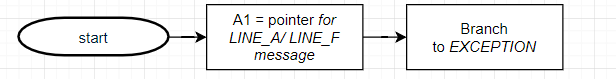 start
A1 = pointer for
LINE_A/ LINE_F
message
Branch
to EXCEPTION